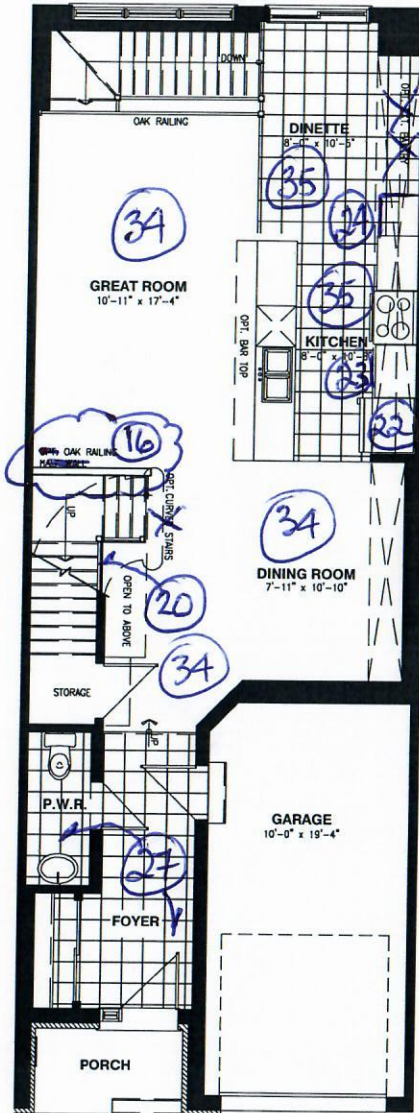 DOWN
OAK RAILING
DINETTE
8'-0" x 10'-5"
35
34
24
GREAT ROOM
10'-11" x 17'-4"
35
OPT. BAR TOP
KITCHEN
23
22
16
OAK RAILING
UP
OPT. CURVED STAIRS
34
DINING ROOM
7'-11" x 10'-10"
20
OPEN TO ABOVE
34
STORAGE
UP
P.W.R.
GARAGE
10'-0" x 19'-4"
27
FOYER
PORCH